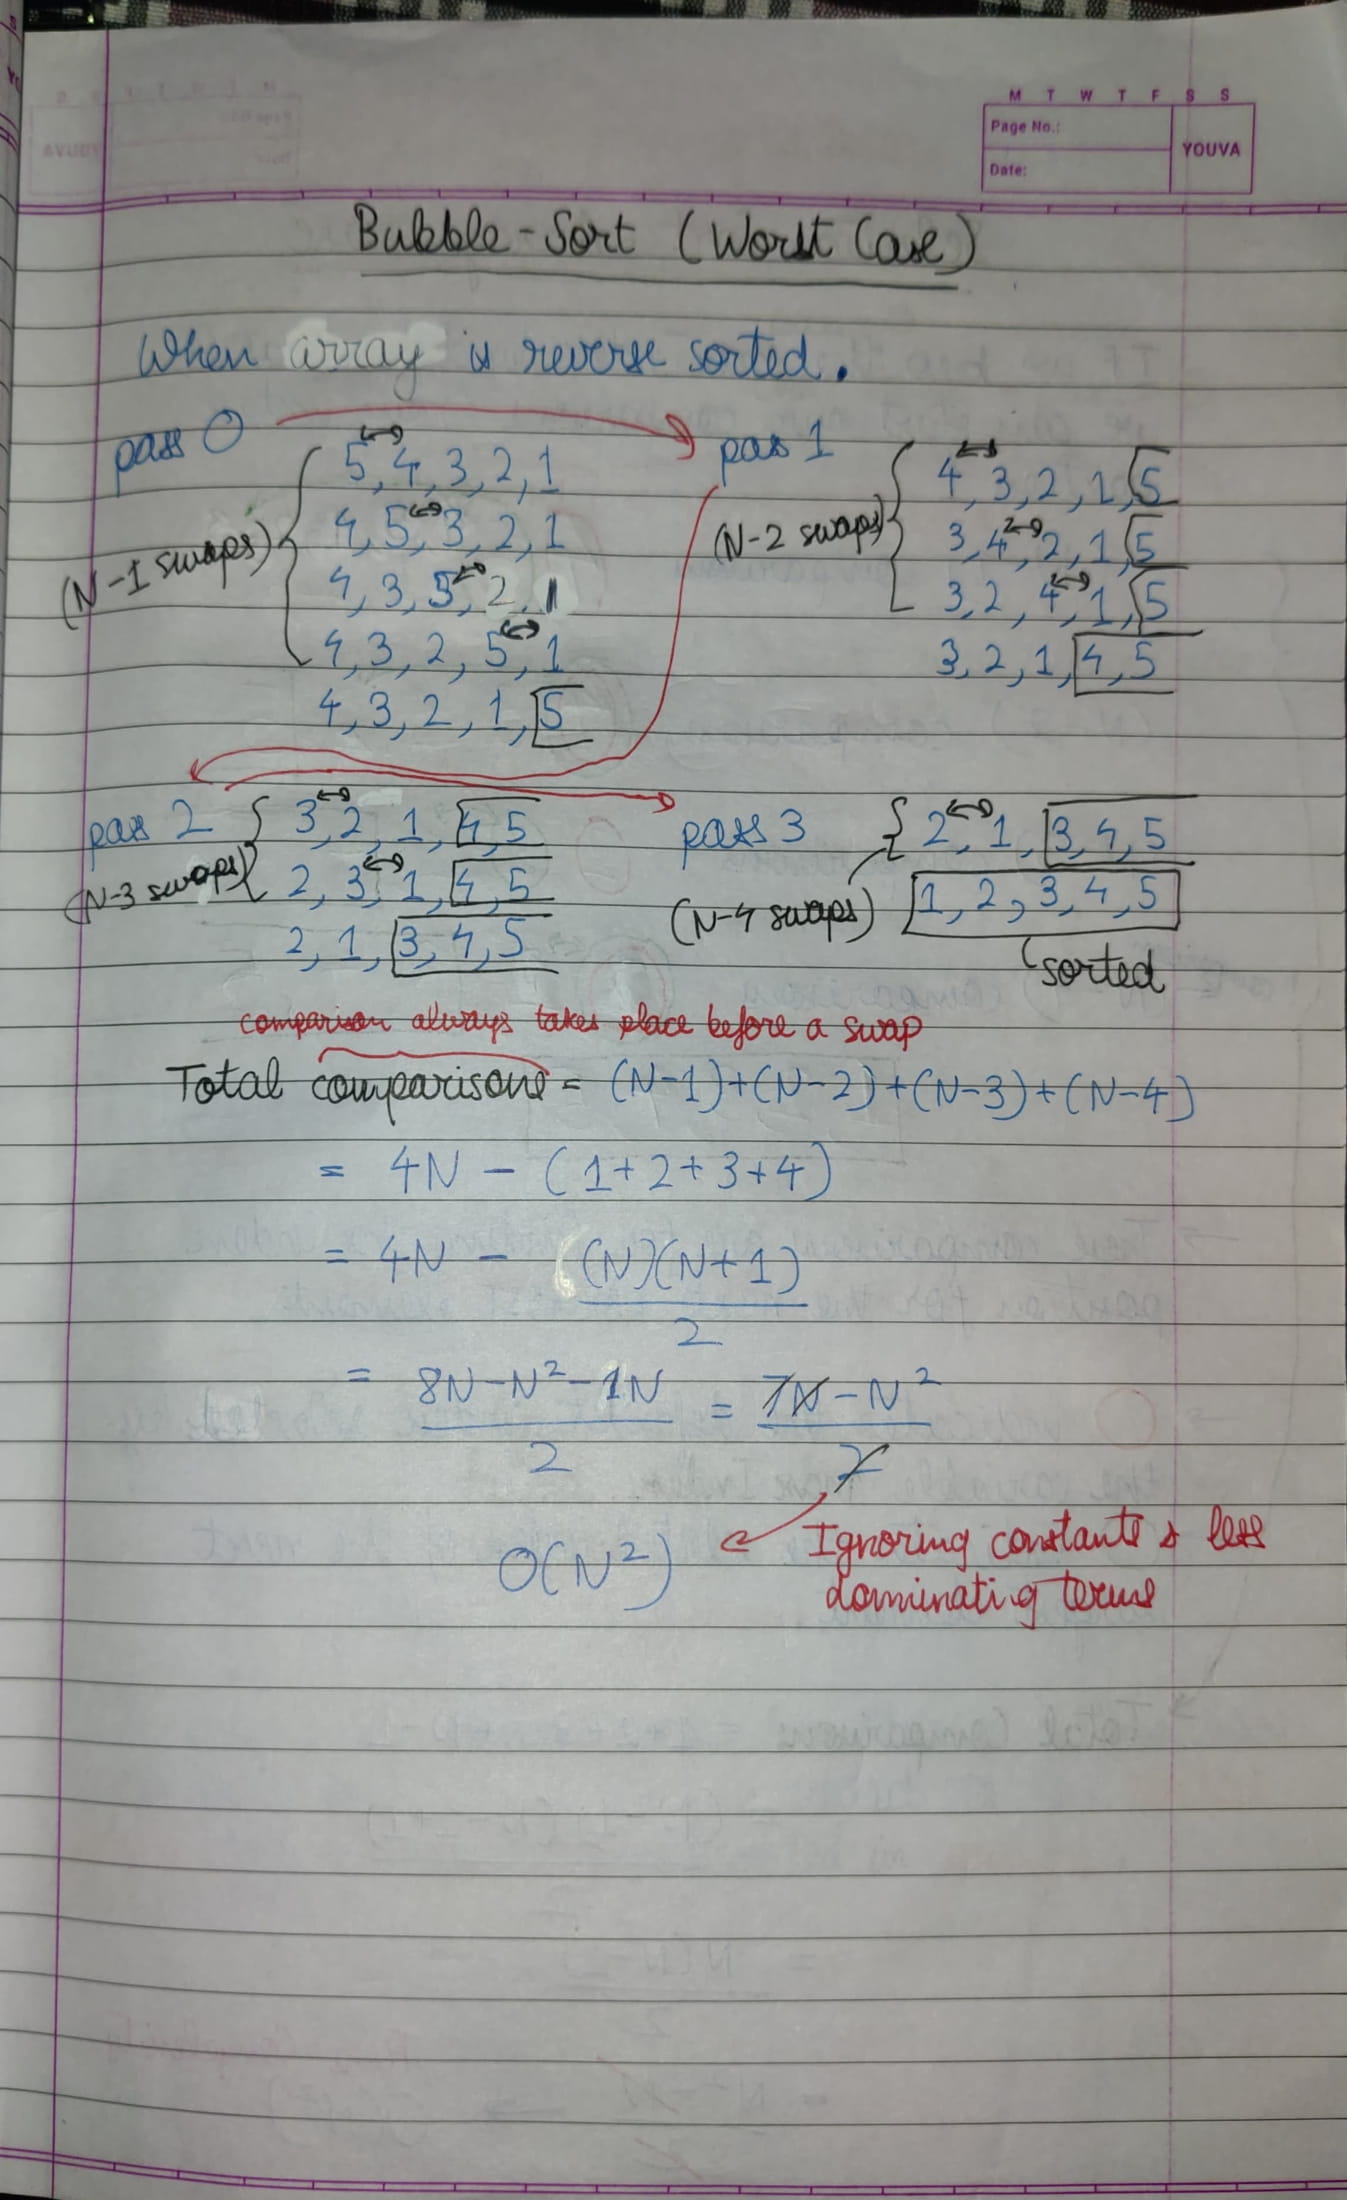 M T W T F S S
Page No.:
YOUVA
Date:
Bubble-Sort (Worst Case)
When array is reverse sorted.
pass 0
5, 4, 3, 2, 1
4, 5, 3, 2, 1
(N-1 swaps)
4, 3, 5, 2, 1
4, 3, 2, 5, 1
4, 3, 2, 1, 5
pass 1
4, 3, 2, 1, 5
(N-2 swaps)
3, 4, 2, 1, 5
3, 2, 4, 1, 5
3, 2, 1, 4, 5
pass 2
3, 2, 1, 4, 5
(N-3 swaps)
2, 3, 1, 4, 5
2, 1, 3, 4, 5
pass 3
2, 1, 3, 4, 5
(N-4 swaps)
1, 2, 3, 4, 5
sorted
comparison always takes place before a swap
Total comparisons = (N-1)+(N-2)+(N-3)+(N-4)
= 4N - (1+2+3+4)
= 4N - (N)(N+1)
2
= 8N-N²-1N = 7N-N²
2 2
O(N²)
Ignoring constants & less
dominating terms